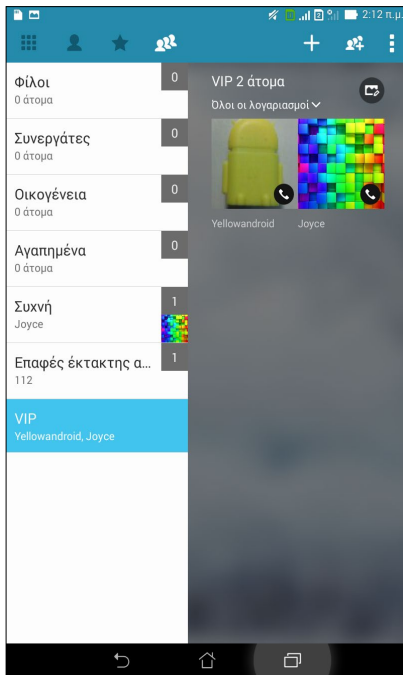 2:12 π.μ.
Φίλοι
0
0 άτομα
Συνεργάτες
0
0 άτομα
Οικογένεια
0
0 άτομα
Αγαπημένα
0
0 άτομα
Συχνή
1
Joyce
Επαφές έκτακτης α...
1
112
VIP
Yellowandroid, Joyce
VIP 2 άτομα
Όλοι οι λογαριασμοί
Yellowandroid
Joyce